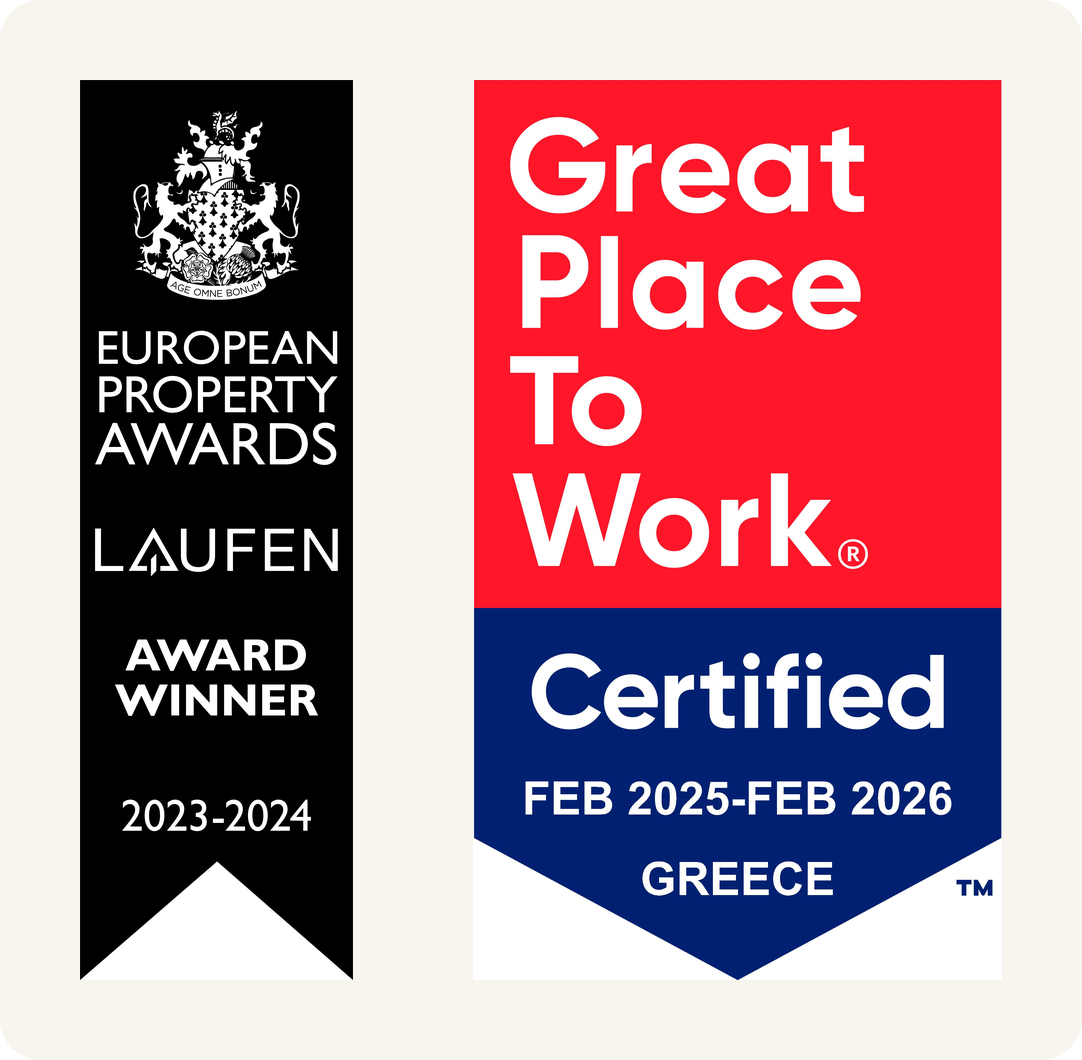 AGE OMNE BONUM
EUROPEAN
PROPERTY
AWARDS
LAUFEN
AWARD
WINNER
2023-2024
Great
Place
To
Work®
Certified
FEB 2025-FEB 2026
GREECE
TM